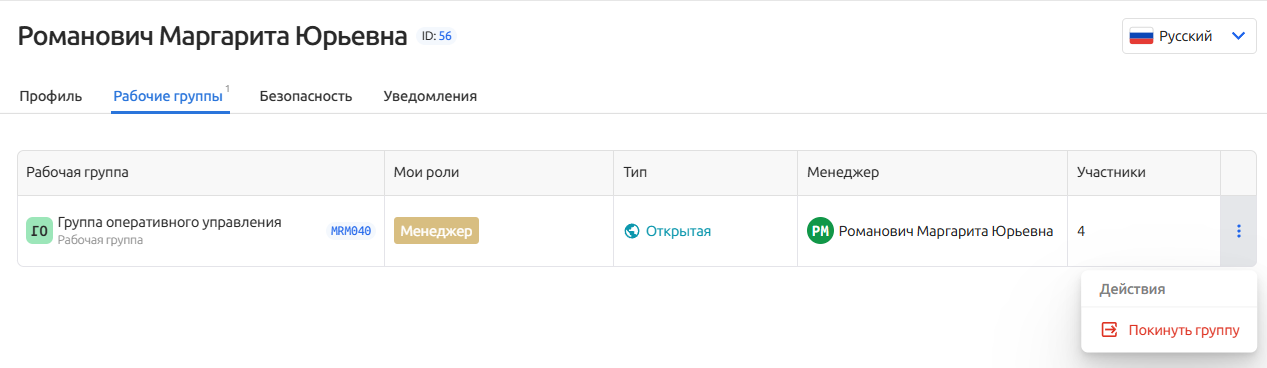 Романович Маргарита Юрьевна ID: 56
Русский
Профиль Рабочие группы 1 Безопасность Уведомления
Рабочая группа Мои роли Тип Менеджер Участники
ГО Группа оперативного управления
Рабочая группа
MRM040 Менеджер Открытая РМ Романович Маргарита Юрьевна 4
Действия
Покинуть группу